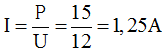 I = P/U = 15/12 = 1,25A